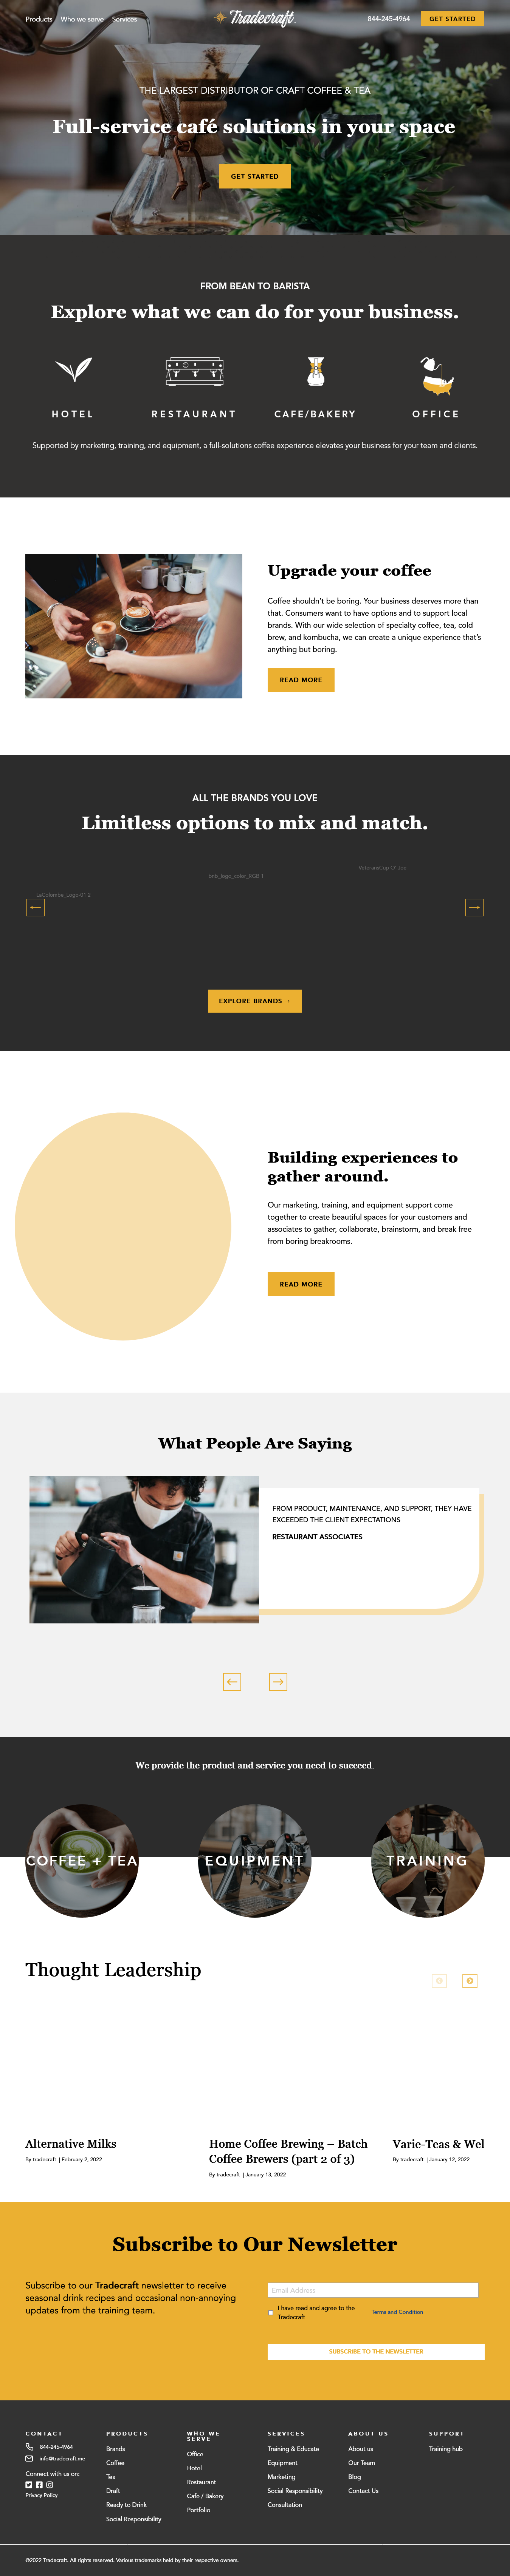 Products Who we serve Services
Tradecraft.
844-245-4964
GET STARTED
THE LARGEST DISTRIBUTOR OF CRAFT COFFEE & TEA
Full-service café solutions in your space
GET STARTED
FROM BEAN TO BARISTA
Explore what we can do for your business.
HOTEL
RESTAURANT
CAFE/BAKERY
OFFICE
Supported by marketing, training, and equipment, a full-solutions coffee experience elevates your business for your team and clients.
Upgrade your coffee
Coffee shouldn't be boring. Your business deserves more than
that. Consumers want to have options and to support local
brands. With our wide selection of specialty coffee, tea, cold
brew, and kombucha, we can create a unique experience that's
anything but boring.
READ MORE
ALL THE BRANDS YOU LOVE
Limitless options to mix and match.
LaColombe_Logo-01 2
bwb_logo_color_RGB 1
VeteransCup O' Joe
EXPLORE BRANDS →
Building experiences to
gather around.
Our marketing, training, and equipment support come
together to create beautiful spaces for your customers and
associates to gather, collaborate, brainstorm, and break free
from boring breakrooms.
READ MORE
What People Are Saying
FROM PRODUCT, MAINTENANCE, AND SUPPORT, THEY HAVE
EXCEEDED THE CLIENT EXPECTATIONS
RESTAURANT ASSOCIATES
We provide the product and service you need to succeed.
COFFEE + TEA
EQUIPMENT
TRAINING
Thought Leadership
Alternative Milks
By tradecraft | February 2, 2022
Home Coffee Brewing – Batch
Coffee Brewers (part 2 of 3)
By tradecraft | January 13, 2022
Varie-Teas & Wel
By tradecraft | January 12, 2022
Subscribe to Our Newsletter
Subscribe to our Tradecraft newsletter to receive
seasonal drink recipes and occasional non-annoying
updates from the training team.
Email Address
I have read and agree to the
Tradecraft
Terms and Condition
SUBSCRIBE TO THE NEWSLETTER
CONTACT
844-245-4964
info@tradecraft.me
Connect with us on:
Privacy Policy
PRODUCTS
Brands
Coffee
Tea
Draft
Ready to Drink
Social Responsibility
WHO WE
SERVE
Office
Hotel
Restaurant
Cafe / Bakery
Portfolio
SERVICES
Training & Educate
Equipment
Marketing
Social Responsibility
Consultation
ABOUT US
About us
Our Team
Blog
Contact Us
SUPPORT
Training hub
©2022 Tradecraft. All rights reserved. Various trademarks held by their respective owners.